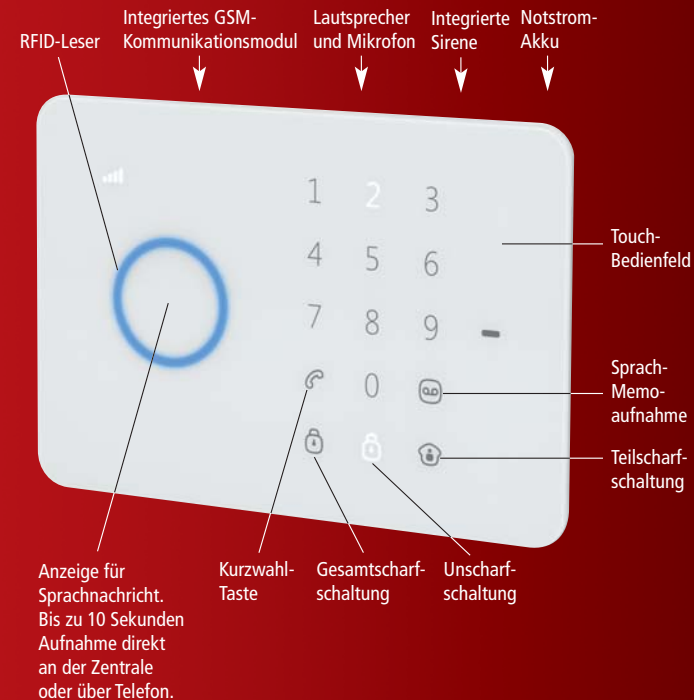 RFID-Leser
Integriertes GSM-
Kommunikationsmodul
Lautsprecher
und Mikrofon
Integrierte
Sirene
Notstrom-
Akku
1 2 3
4 5 6
7 8 9
0
Touch-
Bedienfeld
Sprach-
Memo-
aufnahme
Teilscharf-
schaltung
Anzeige für
Sprachnachricht.
Bis zu 10 Sekunden
Aufnahme direkt
an der Zentrale
oder über Telefon.
Kurzwahl-
Taste
Gesamtscharf-
schaltung
Unscharf-
schaltung